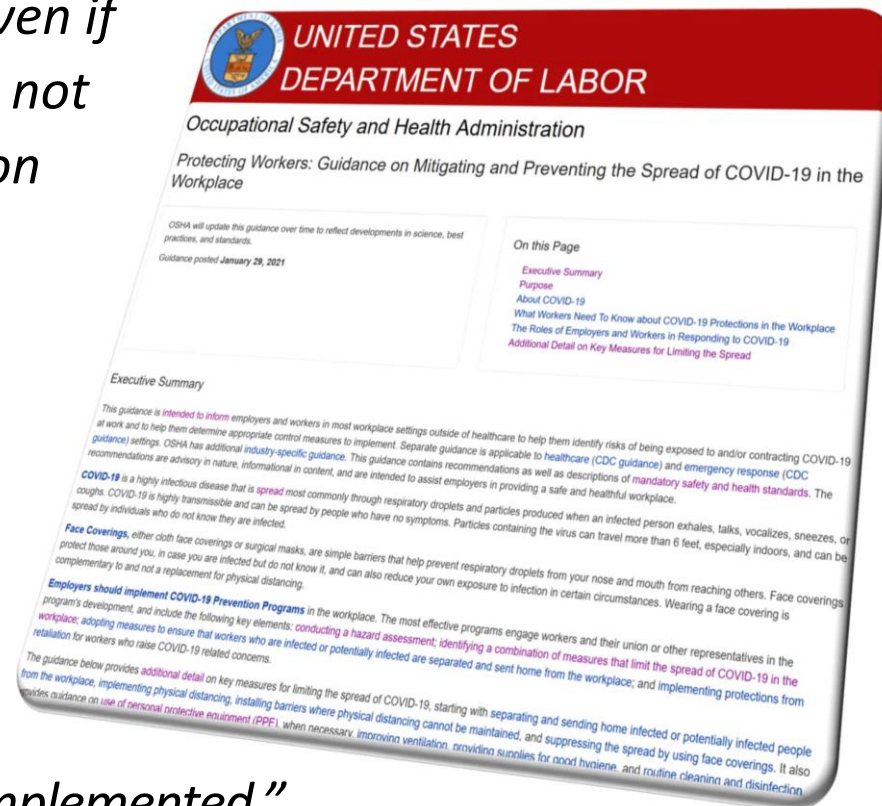 ven if
not
on
UNITED STATES
DEPARTMENT OF LABOR
Occupational Safety and Health Administration
Protecting Workers: Guidance on Mitigating and Preventing the Spread of COVID-19 in the
Workplace
OSHA will update this guidance over time to reflect developments in science, best
practices, and standards.
Guidance posted January 29, 2021
On this Page
Executive Summary
Purpose
About COVID-19
What Workers Need To Know about COVID-19 Protections in the Workplace
The Roles of Employers and Workers in Responding to COVID-19
Additional Detail on Key Measures for Limiting the Spread
Executive Summary
This guidance is intended to inform employers and workers in most workplace settings outside of healthcare to help them identify risks of being exposed to and/or contracting COVID-19
at work and to help them determine appropriate control measures to implement. Separate guidance is applicable to healthcare (CDC guidance) and emergency response (CDC
guidance) settings. OSHA has additional industry-specific guidance. This guidance contains recommendations as well as descriptions of mandatory safety and health standards. The
recommendations are advisory in nature, informational in content, and are intended to assist employers in providing a safe and healthful workplace.
COVID-19 is a highly infectious disease that is spread most commonly through respiratory droplets and particles produced when an infected person exhales, talks, vocalizes, sneezes, or
coughs. COVID-19 is highly transmissible and can be spread by people who have no symptoms. Particles containing the virus can travel more than 6 feet, especially indoors, and can be
spread by individuals who do not know they are infected.
Face Coverings, either cloth face coverings or surgical masks, are simple barriers that help prevent respiratory droplets from your nose and mouth from reaching others. Face coverings
protect those around you, in case you are infected but do not know it, and can also reduce your own exposure to infection in certain circumstances. Wearing a face covering is
complementary to and not a replacement for physical distancing.
Employers should implement COVID-19 Prevention Programs in the workplace. The most effective programs engage workers and their union or other representatives in the
program's development, and include the following key elements: conducting a hazard assessment; identifying a combination of measures that limit the spread of COVID-19 in the
workplace; adopting measures to ensure that workers who are infected or potentially infected are separated and sent home from the workplace; and implementing protections from
retaliation for workers who raise COVID-19 related concerns.
The guidance below provides additional detail on key measures for limiting the spread of COVID-19, starting with separating and sending home infected or potentially infected people
from the workplace, implementing physical distancing, installing barriers where physical distancing cannot be maintained, and suppressing the spread by using face coverings. It also
provides guidance on use of personal protective equipment (PPE), when necessary, improving ventilation, providing supplies for good hygiene, and routine cleaning and disinfection.
mplemented.”